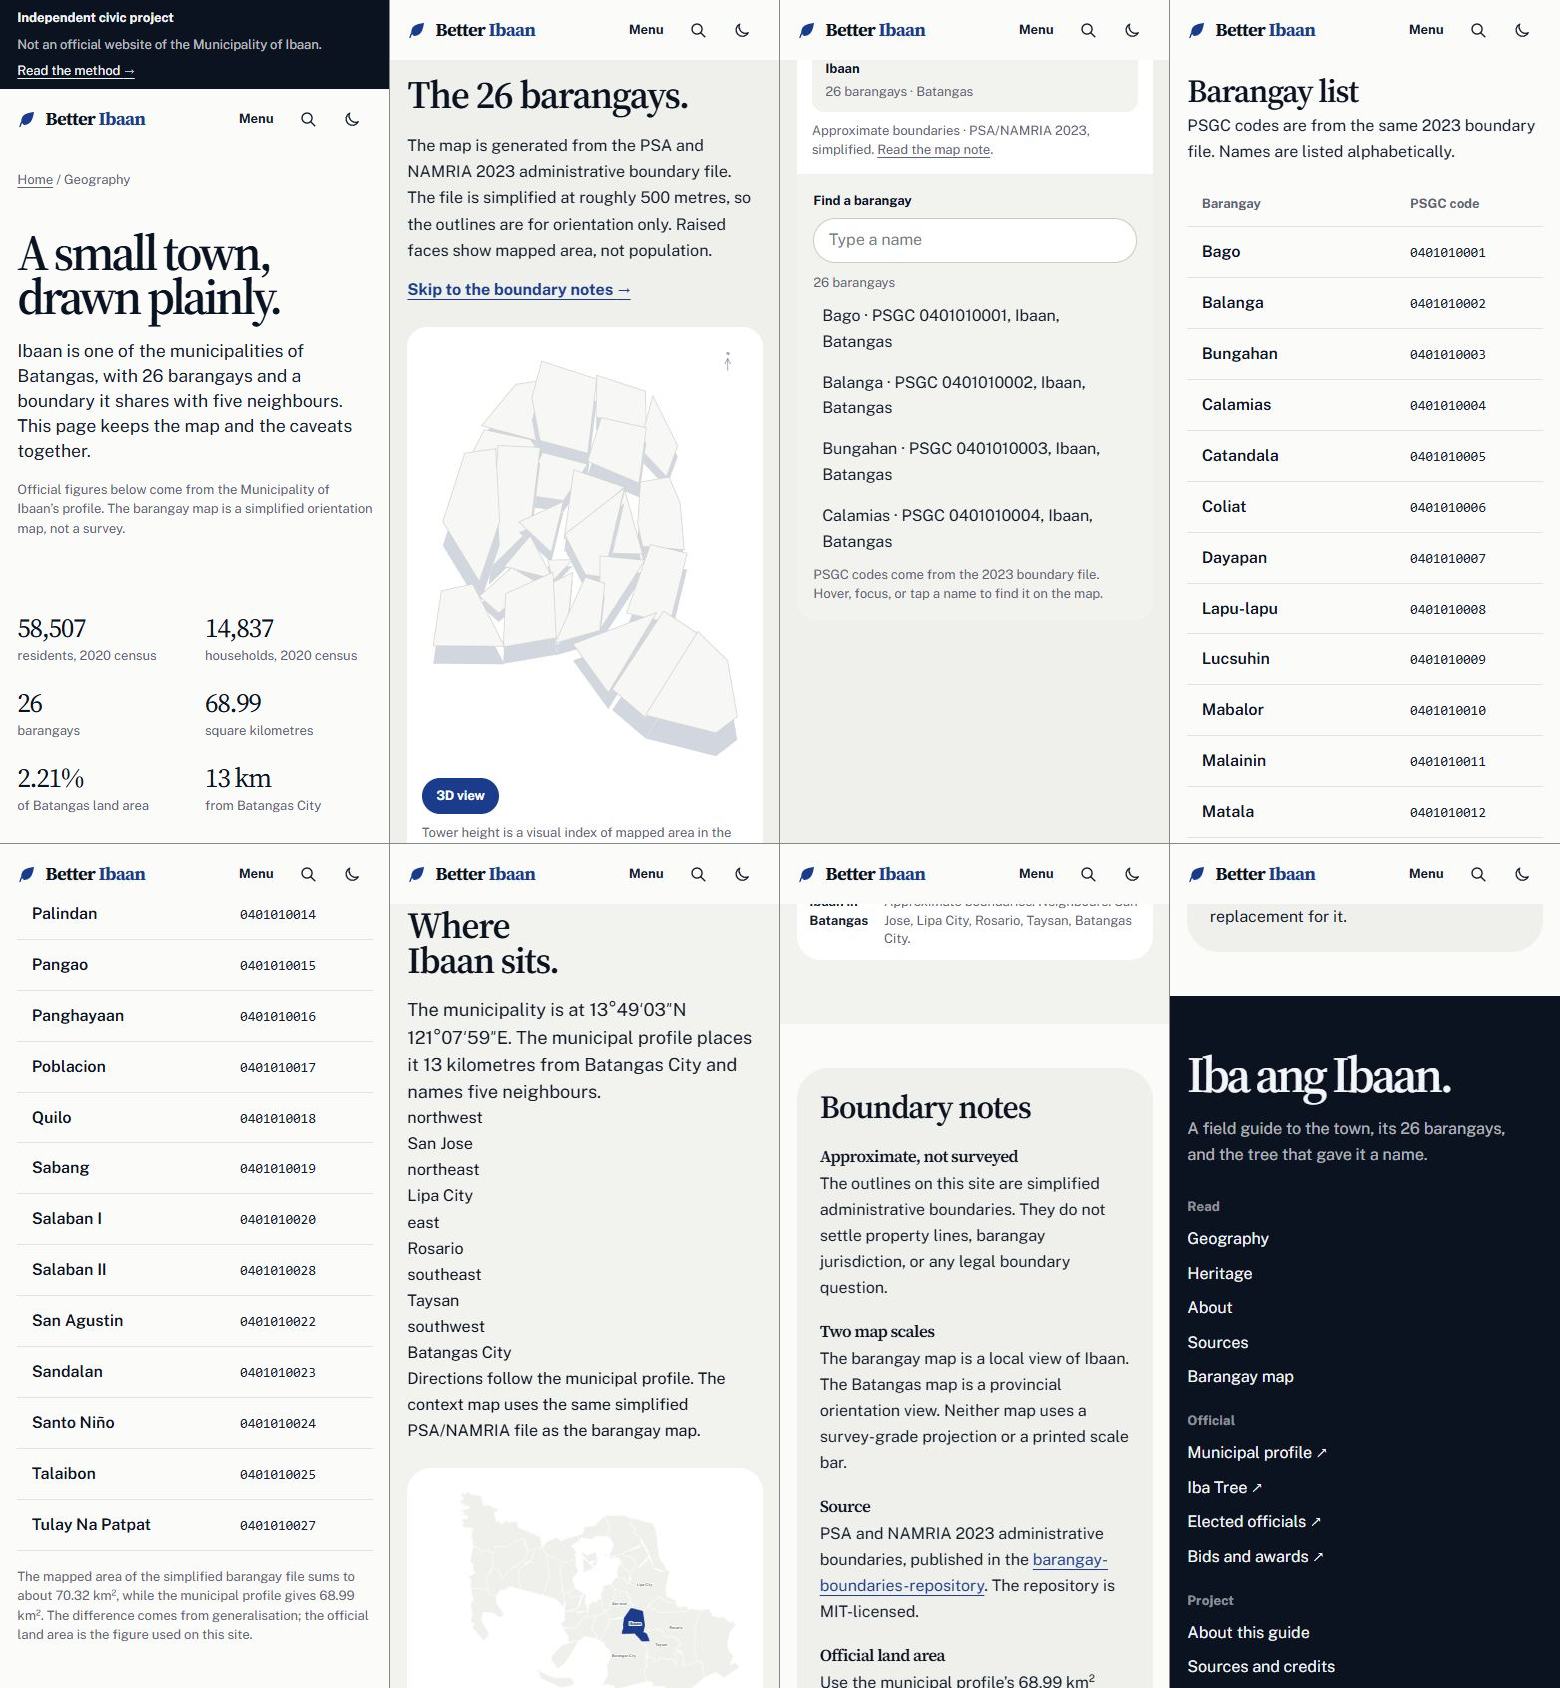 Independent civic project
Not an official website of the Municipality of Ibaan.
Read the method →
Better Ibaan
Menu
Home / Geography
A small town,
drawn plainly.
Ibaan is one of the municipalities of
Batangas, with 26 barangays and a
boundary it shares with five neighbours.
This page keeps the map and the caveats
together.
Official figures below come from the Municipality of
Ibaan's profile. The barangay map is a simplified orientation
map, not a survey.
58,507
residents, 2020 census
14,837
households, 2020 census
26
barangays
68.99
square kilometres
2.21%
of Batangas land area
13 km
from Batangas City
Better Ibaan
Menu
The 26 barangays.
The map is generated from the PSA and
NAMRIA 2023 administrative boundary file.
The file is simplified at roughly 500 metres, so
the outlines are for orientation only. Raised
faces show mapped area, not population.
Skip to the boundary notes →
3D view
Tower height is a visual index of mapped area in the
Better Ibaan
Menu
Ibaan
26 barangays · Batangas
Approximate boundaries · PSA/NAMRIA 2023,
simplified. Read the map note.
Find a barangay
Type a name
26 barangays
Bago · PSGC 0401010001, Ibaan,
Batangas
Balanga · PSGC 0401010002, Ibaan,
Batangas
Bungahan · PSGC 0401010003, Ibaan,
Batangas
Calamias · PSGC 0401010004, Ibaan,
Batangas
PSGC codes come from the 2023 boundary file.
Hover, focus, or tap a name to find it on the map.
Better Ibaan
Menu
Barangay list
PSGC codes are from the same 2023 boundary
file. Names are listed alphabetically.
Barangay PSGC code
Bago 0401010001
Balanga 0401010002
Bungahan 0401010003
Calamias 0401010004
Catandala 0401010005
Coliat 0401010006
Dayapan 0401010007
Lapu-lapu 0401010008
Lucsuhin 0401010009
Mabalor 0401010010
Malainin 0401010011
Matala 0401010012
Better Ibaan
Menu
Palindan 0401010014
Pangao 0401010015
Panghayaan 0401010016
Poblacion 0401010017
Quilo 0401010018
Sabang 0401010019
Salaban I 0401010020
Salaban II 0401010028
San Agustin 0401010022
Sandalan 0401010023
Santo Niño 0401010024
Talaibon 0401010025
Tulay Na Patpat 0401010027
The mapped area of the simplified barangay file sums to
about 70.32 km², while the municipal profile gives 68.99
km². The difference comes from generalisation; the official
land area is the figure used on this site.
Better Ibaan
Menu
Where
Ibaan sits.
The municipality is at 13°49′03″N
121°07′59″E. The municipal profile places
it 13 kilometres from Batangas City and
names five neighbours.
northwest
San Jose
northeast
Lipa City
east
Rosario
southeast
Taysan
southwest
Batangas City
Directions follow the municipal profile. The
context map uses the same simplified
PSA/NAMRIA file as the barangay map.
Lipa City
San Jose
Ibaan
Rosario
Taysan
Batangas City
Better Ibaan
Menu
Ibaan in
Batangas
Approximate boundaries. Neighbours: San
Jose, Lipa City, Rosario, Taysan, Batangas
City.
Boundary notes
Approximate, not surveyed
The outlines on this site are simplified
administrative boundaries. They do not
settle property lines, barangay
jurisdiction, or any legal boundary
question.
Two map scales
The barangay map is a local view of Ibaan.
The Batangas map is a provincial
orientation view. Neither map uses a
survey-grade projection or a printed scale
bar.
Source
PSA and NAMRIA 2023 administrative
boundaries, published in the barangay-
boundaries-repository. The repository is
MIT-licensed.
Official land area
Use the municipal profile's 68.99 km²
Better Ibaan
Menu
replacement for it.
Iba ang Ibaan.
A field guide to the town, its 26 barangays,
and the tree that gave it a name.
Read
Geography
Heritage
About
Sources
Barangay map
Official
Municipal profile ↗
Iba Tree ↗
Elected officials ↗
Bids and awards ↗
Project
About this guide
Sources and credits